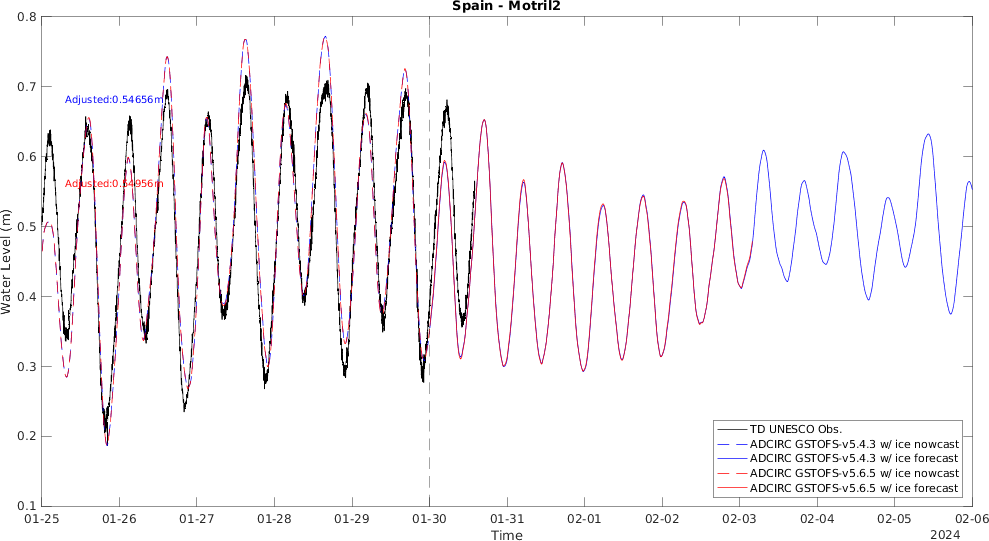 Spain - Motril2
0.8
0.7
0.6
0.5
0.4
0.3
0.2
0.1
Water Level (m)
Adjusted:0.54656m
Adjusted:0.54956m
TD UNESCO Obs.
ADCIRC GSTOFS-v5.4.3 w/ ice nowcast
ADCIRC GSTOFS-v5.4.3 w/ ice forecast
ADCIRC GSTOFS-v5.6.5 w/ ice nowcast
ADCIRC GSTOFS-v5.6.5 w/ ice forecast
01-25 01-26 01-27 01-28 01-29 01-30 01-31 02-01 02-02 02-03 02-04 02-05 02-06
Time
2024